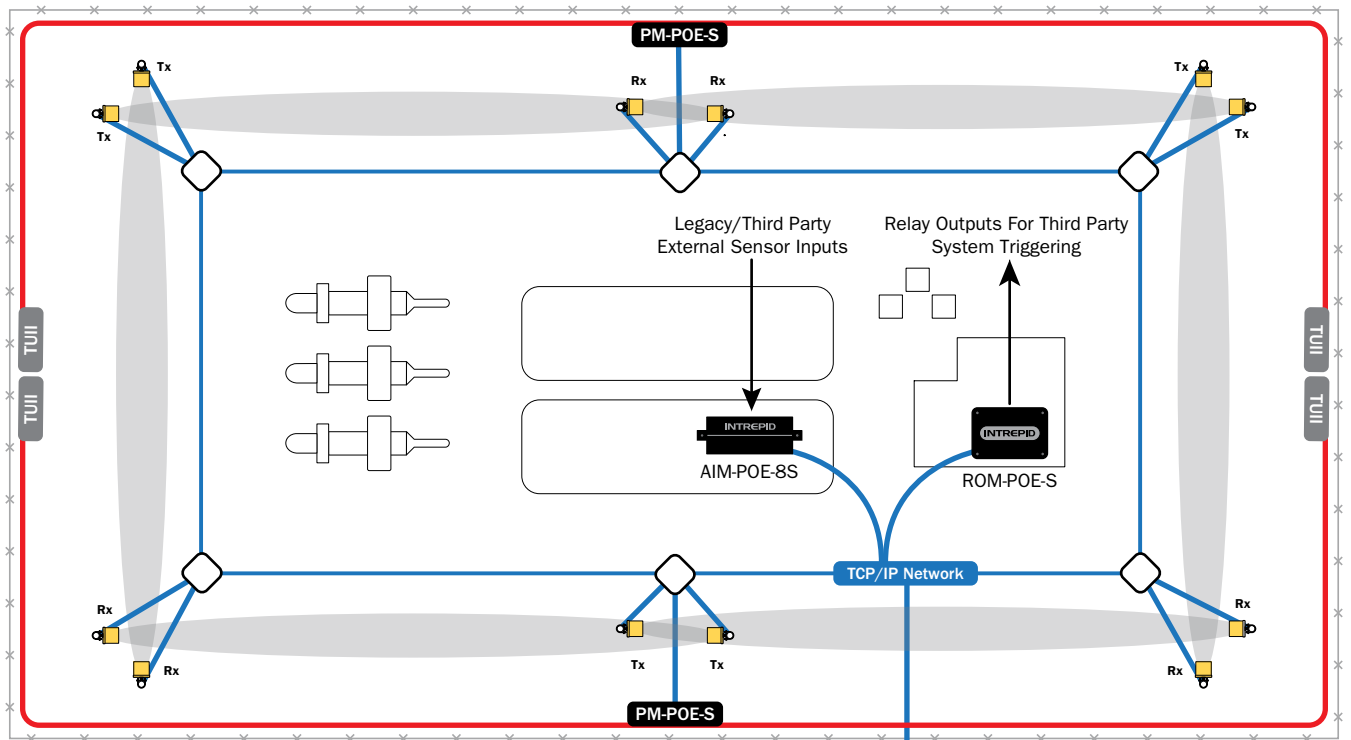 PM-POE-S
Tx
Rx
Rx
Tx
Tx
Tx
Legacy/Third Party
External Sensor Inputs
Relay Outputs For Third Party
System Triggering
TUII
TUII
TUII
TUII
INTREPID
INTREPID
AIM-POE-8S
ROM-POE-S
TCP/IP Network
Rx
Rx
Tx
Tx
Rx
Rx
PM-POE-S